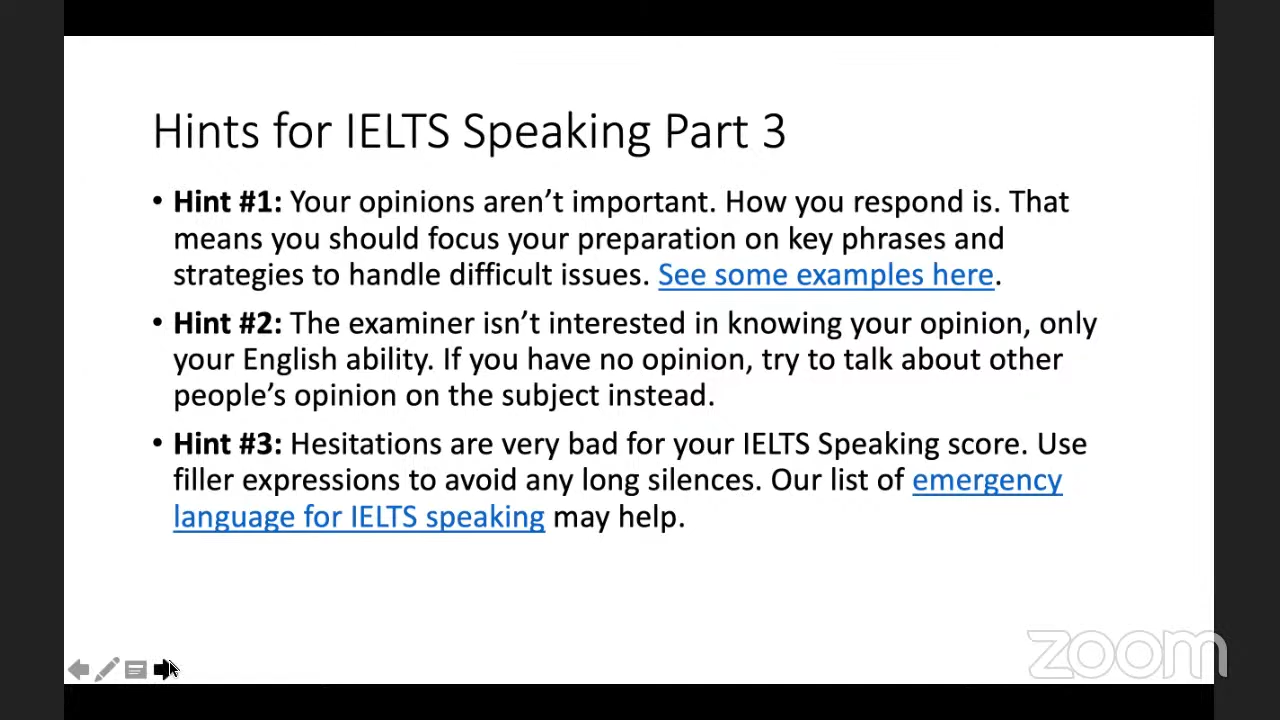 Hints for IELTS Speaking Part 3
• Hint #1: Your opinions aren’t important. How you respond is. That
means you should focus your preparation on key phrases and
strategies to handle difficult issues. See some examples here.
• Hint #2: The examiner isn’t interested in knowing your opinion, only
your English ability. If you have no opinion, try to talk about other
people’s opinion on the subject instead.
• Hint #3: Hesitations are very bad for your IELTS Speaking score. Use
filler expressions to avoid any long silences. Our list of emergency
language for IELTS speaking may help.
zoom